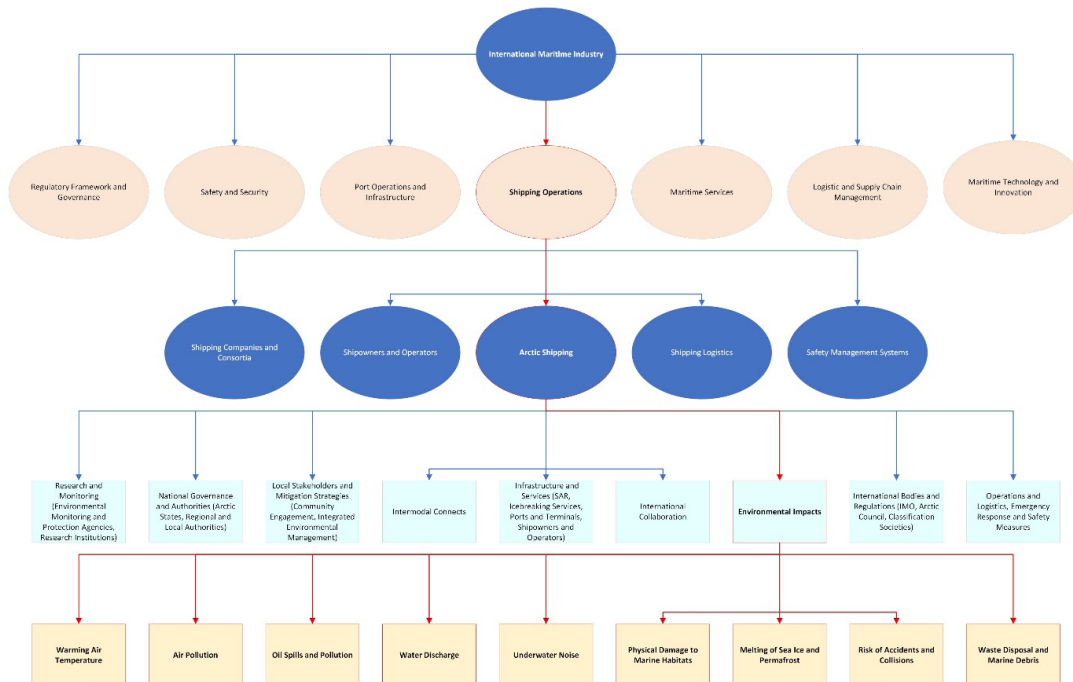 International Maritime Industry
Regulatory Framework and
Governance
Safety and Security
Port Operations and
Infrastructure
Shipping Operations
Maritime Services
Logistic and Supply Chain
Management
Maritime Technology and
Innovation
Shipping Companies and
Consortia
Shipowners and Operators
Arctic Shipping
Shipping Logistics
Safety Management Systems
Research and
Monitoring
(Environmental
Monitoring and
Protection Agencies,
Research Institutions)
National Governance
and Authorities (Arctic
States, Regional and
Local Authorities)
Local Stakeholders and
Mitigation Strategies
(Community
Engagement, Integrated
Environmental
Management)
Intermodal Connects
Infrastructure and
Services (SAR,
Icebreaking Services,
Ports and Terminals,
Shipowners and
Operators)
International
Collaboration
Environmental Impacts
International Bodies and
Regulations (IMO, Arctic
Council, Classification
Societies)
Operations and
Logistics, Emergency
Response and Safety
Measures
Warming Air
Temperature
Air Pollution
Oil Spills and Pollution
Water Discharge
Underwater Noise
Physical Damage to
Marine Habitats
Melting of Sea Ice and
Permafrost
Risk of Accidents and
Collisions
Waste Disposal and
Marine Debris